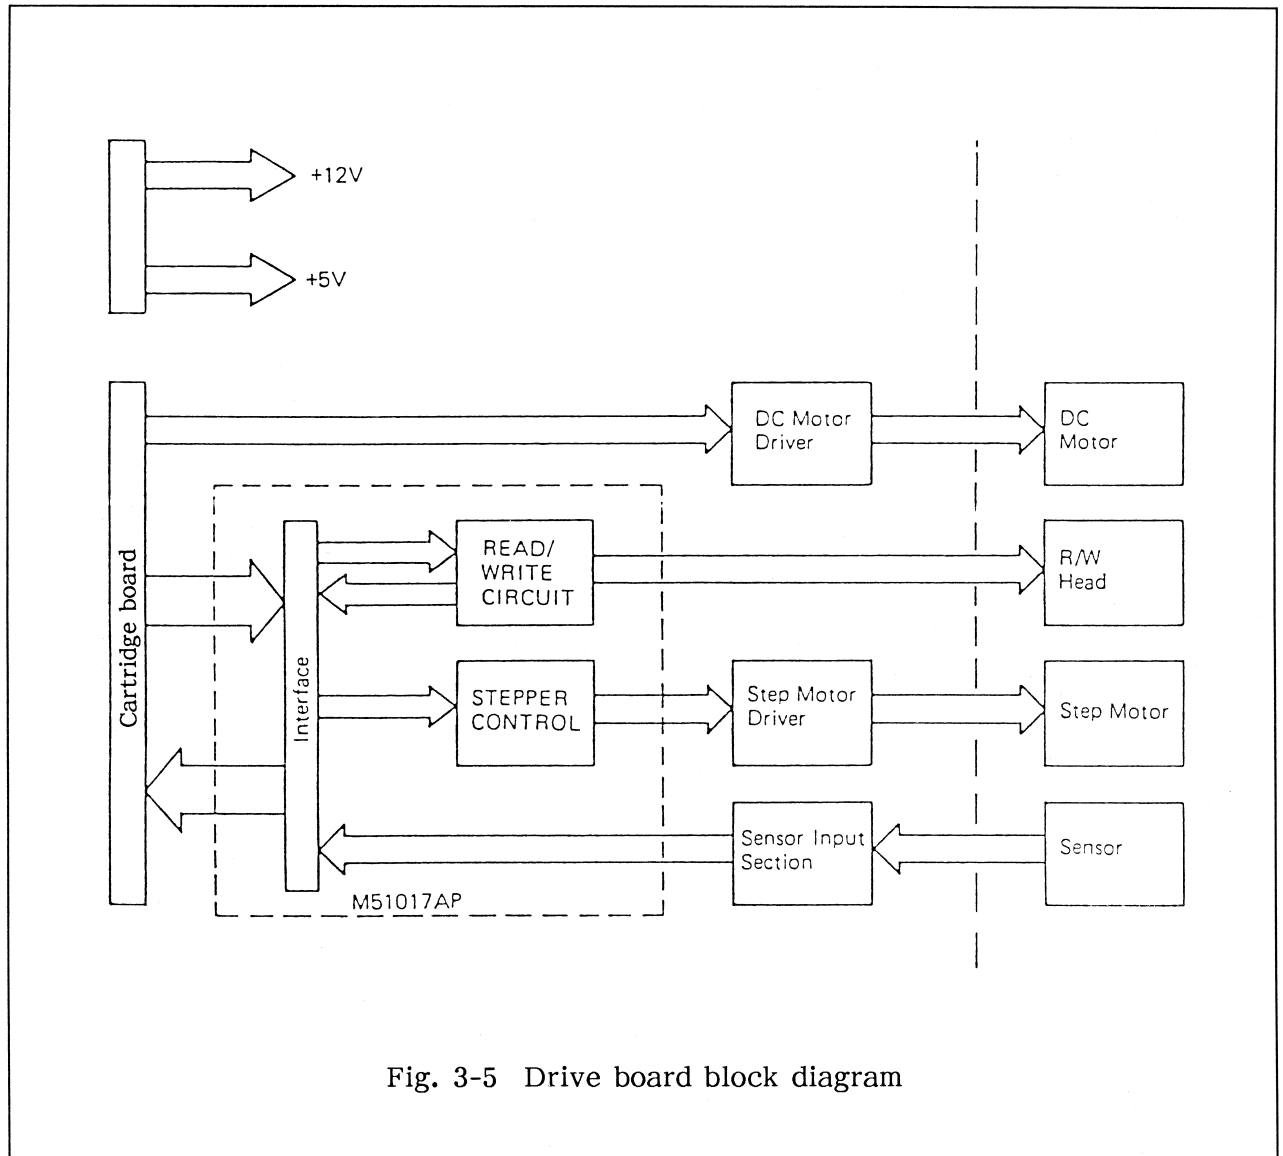 +12V
+5V
Cartridge board
DC Motor
Driver
DC
Motor
Interface
READ/
WRITE
CIRCUIT
R/W
Head
STEPPER
CONTROL
Step Motor
Driver
Step Motor
Sensor Input
Section
Sensor
M51017AP
Fig. 3-5 Drive board block diagram